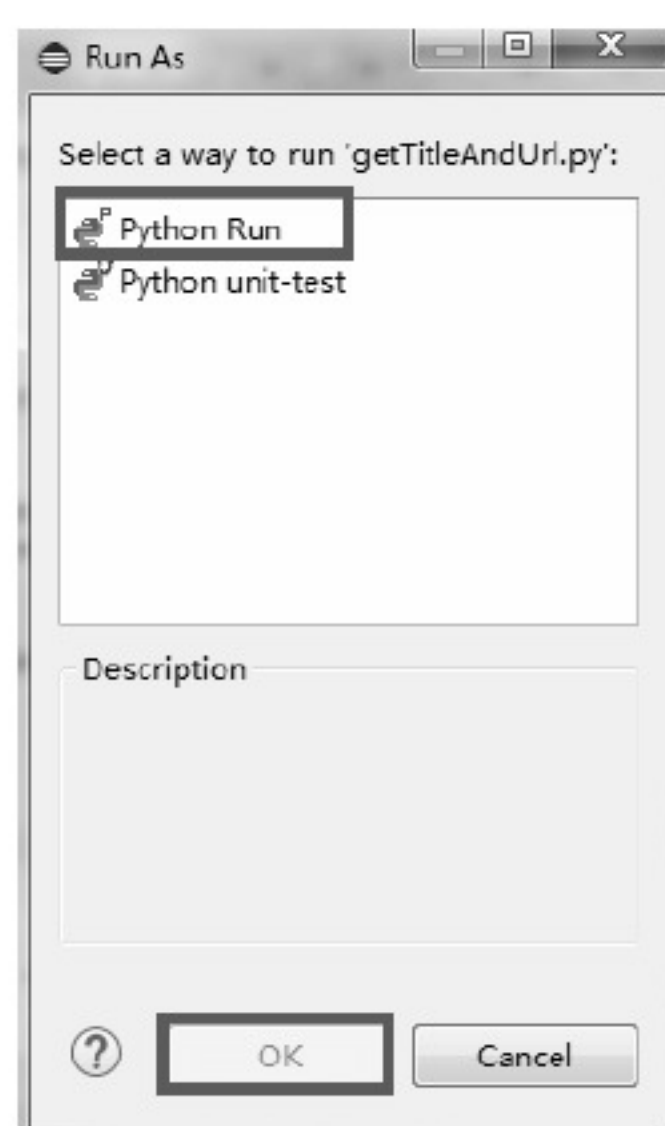 Run As
Select a way to run 'getTitleAndUrl.py':
Python Run
Python unit-test
Description
OK
Cancel